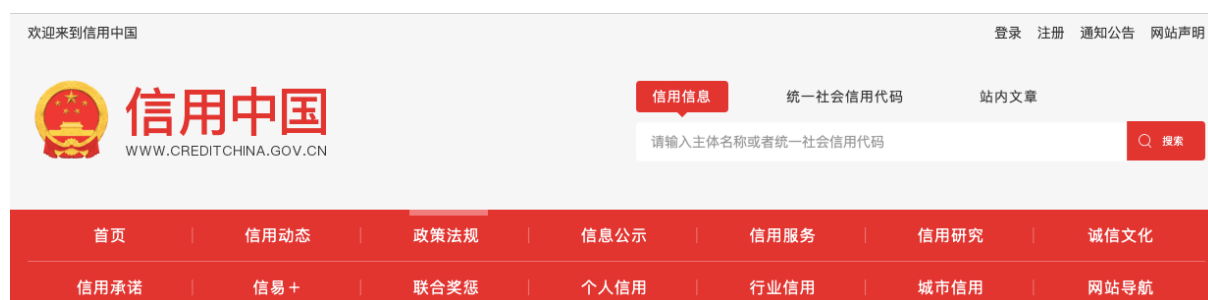 欢迎来到信用中国 登录 注册 通知公告 网站声明
信用中国
WWW.CREDITCHINA.GOV.CN
信用信息 统一社会信用代码 站内文章
请输入主体名称或者统一社会信用代码 搜索
首页 信用动态 政策法规 信息公示 信用服务 信用研究 诚信文化
信用承诺 信易+ 联合奖惩 个人信用 行业信用 城市信用 网站导航